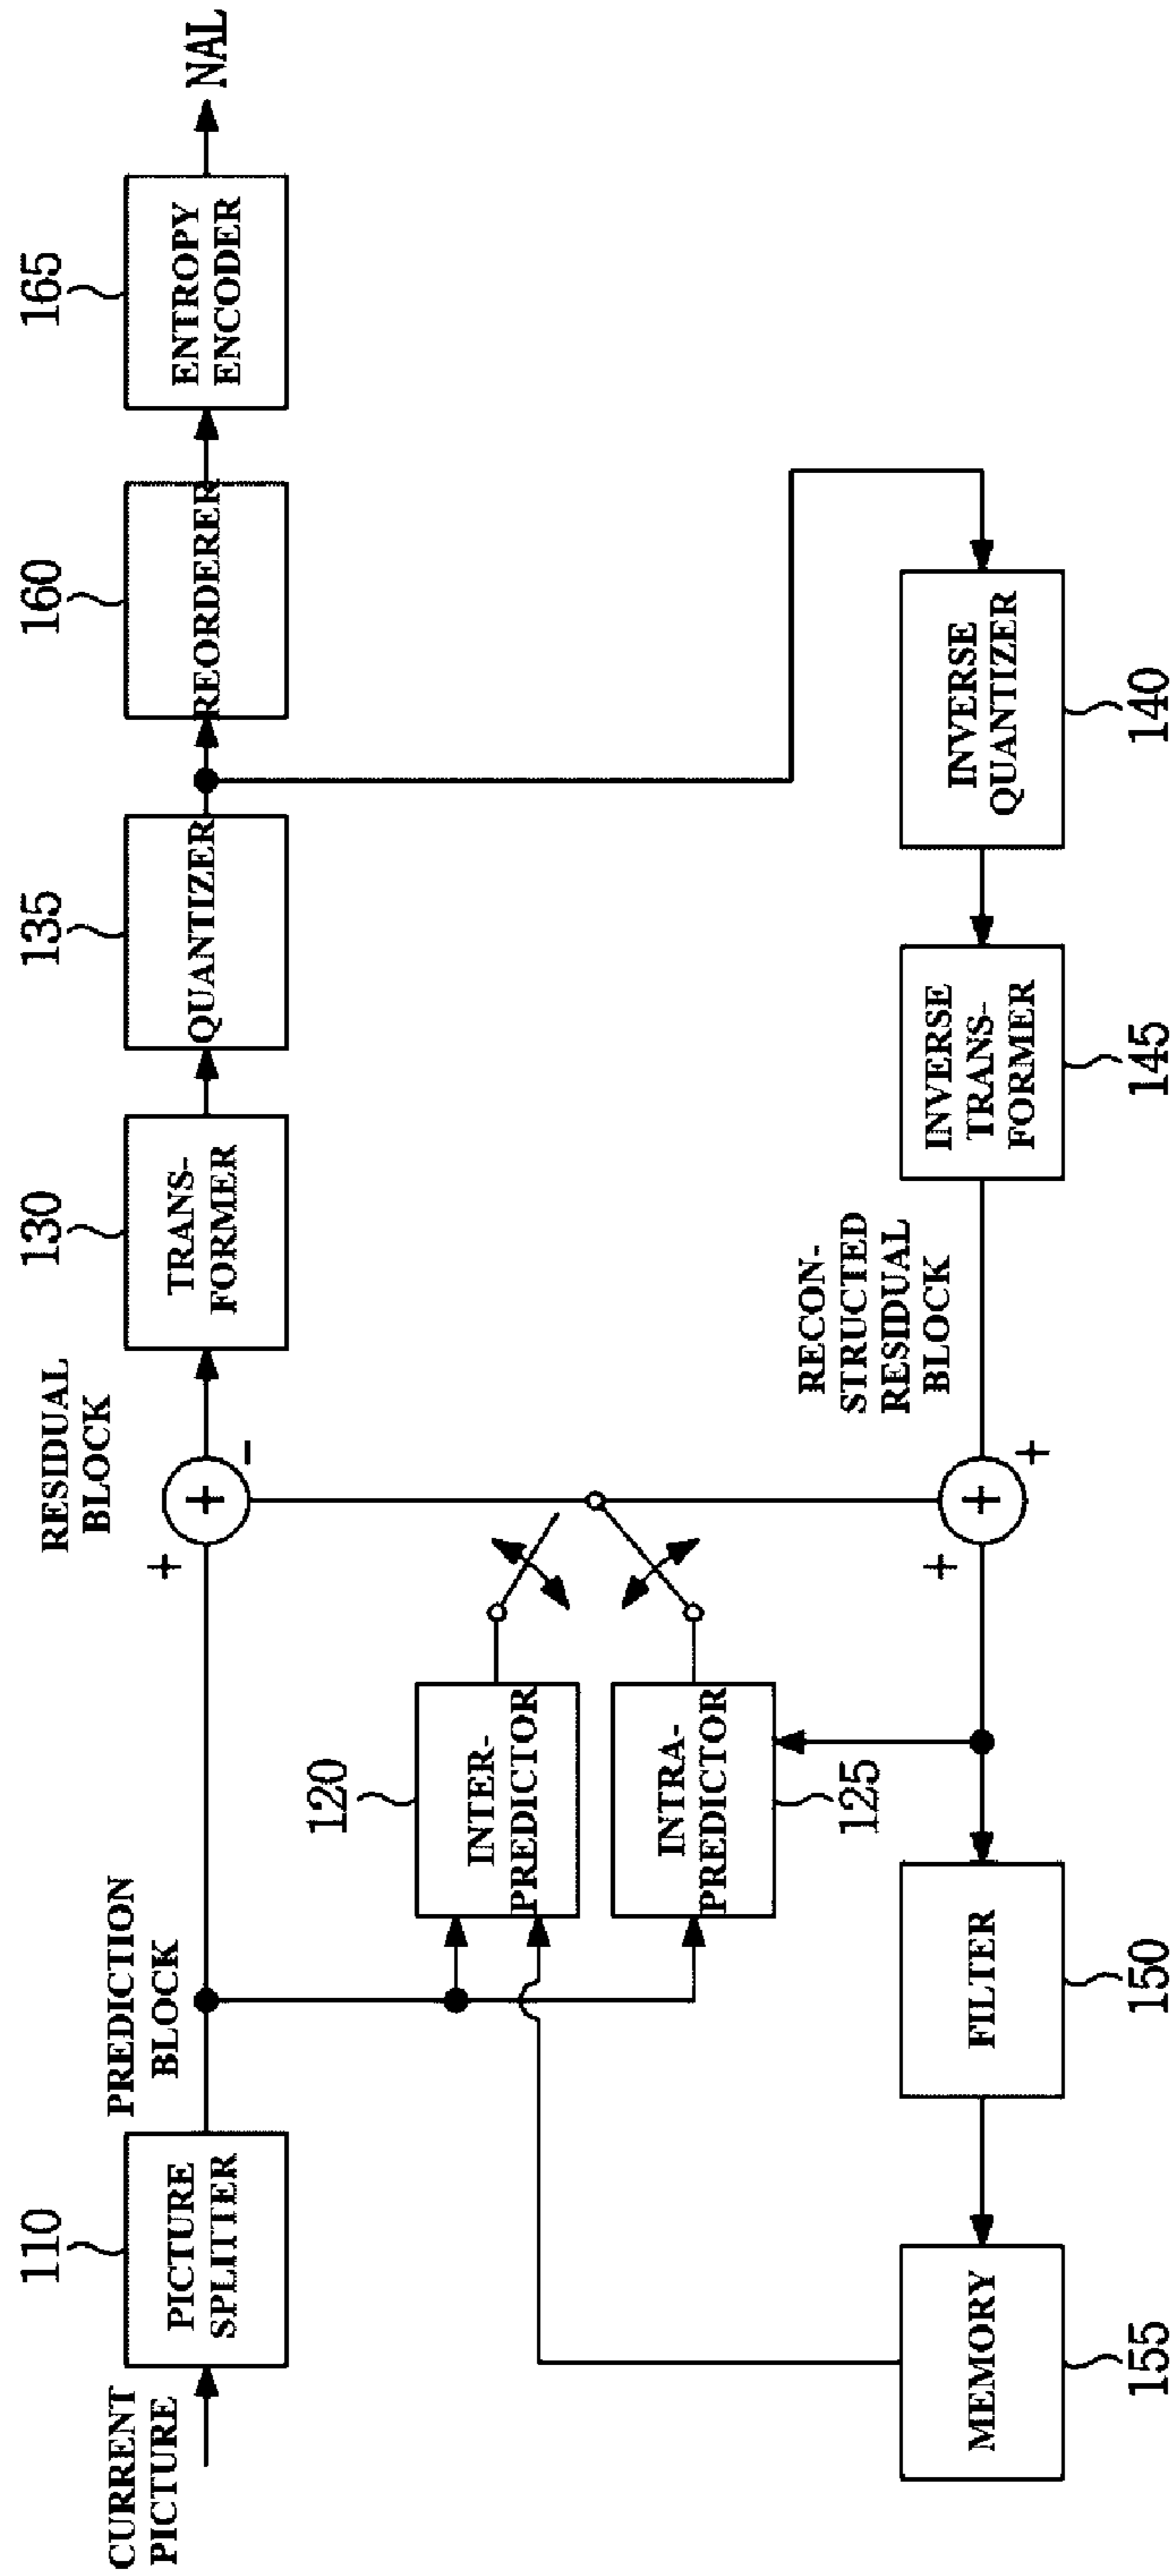 CURRENT
PICTURE
110
PICTURE
SPLITTER
PREDICTION
BLOCK
+
+
-
RESIDUAL
BLOCK
130
TRANS-
FORMER
135
QUANTIZER
160
REORDERER
165
ENTROPY
ENCODER
NAL
120
INTER-
PREDICTOR
INTRA-
PREDICTOR
125
155
MEMORY
150
FILTER
+
+
+
RECON-
STRUCTED
RESIDUAL
BLOCK
INVERSE
TRANS-
FORMER
145
INVERSE
QUANTIZER
140